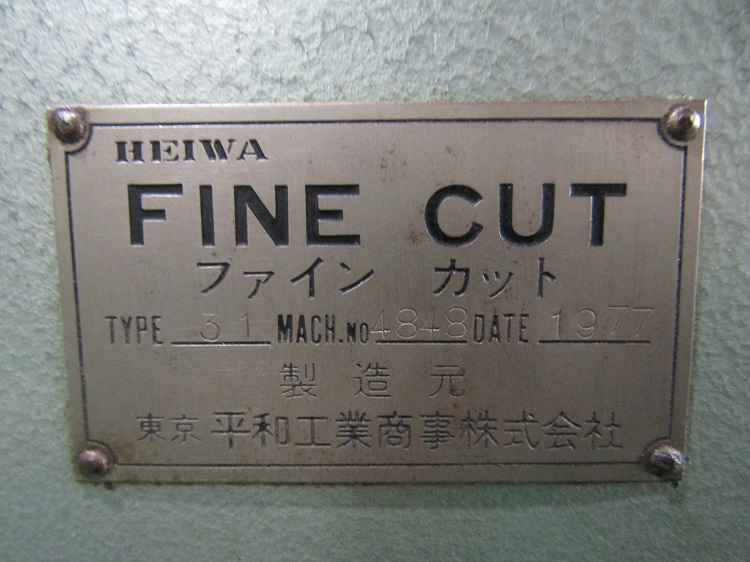 HEIWA
FINE CUT
ファイン カット
TYPE 31 MACH.No 4848 DATE 1977
製造元
東京 平和工業商事株式会社